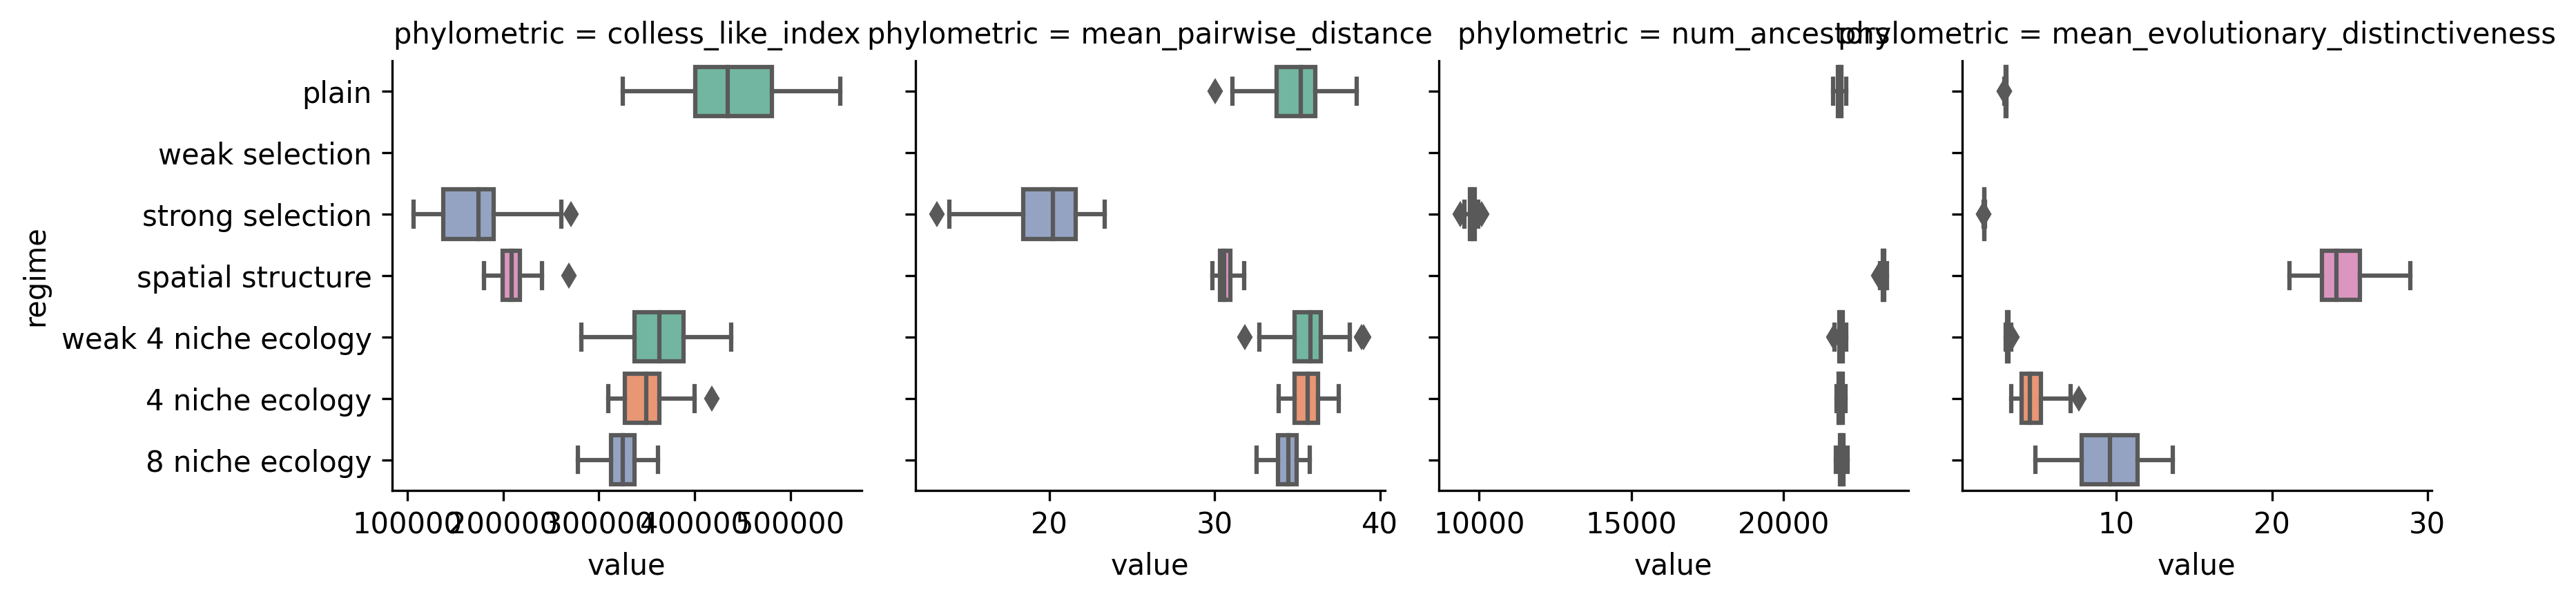 phylometric = colless_like_index
phylometric = mean_pairwise_distance
phylometric = num_ancestors
phylometric = mean_evolutionary_distinctiveness
regime
plain
weak selection
strong selection
spatial structure
weak 4 niche ecology
4 niche ecology
8 niche ecology
100000 200000 300000 400000 500000
20 30 40
10000 15000 20000
10 20 30
value
value
value
value